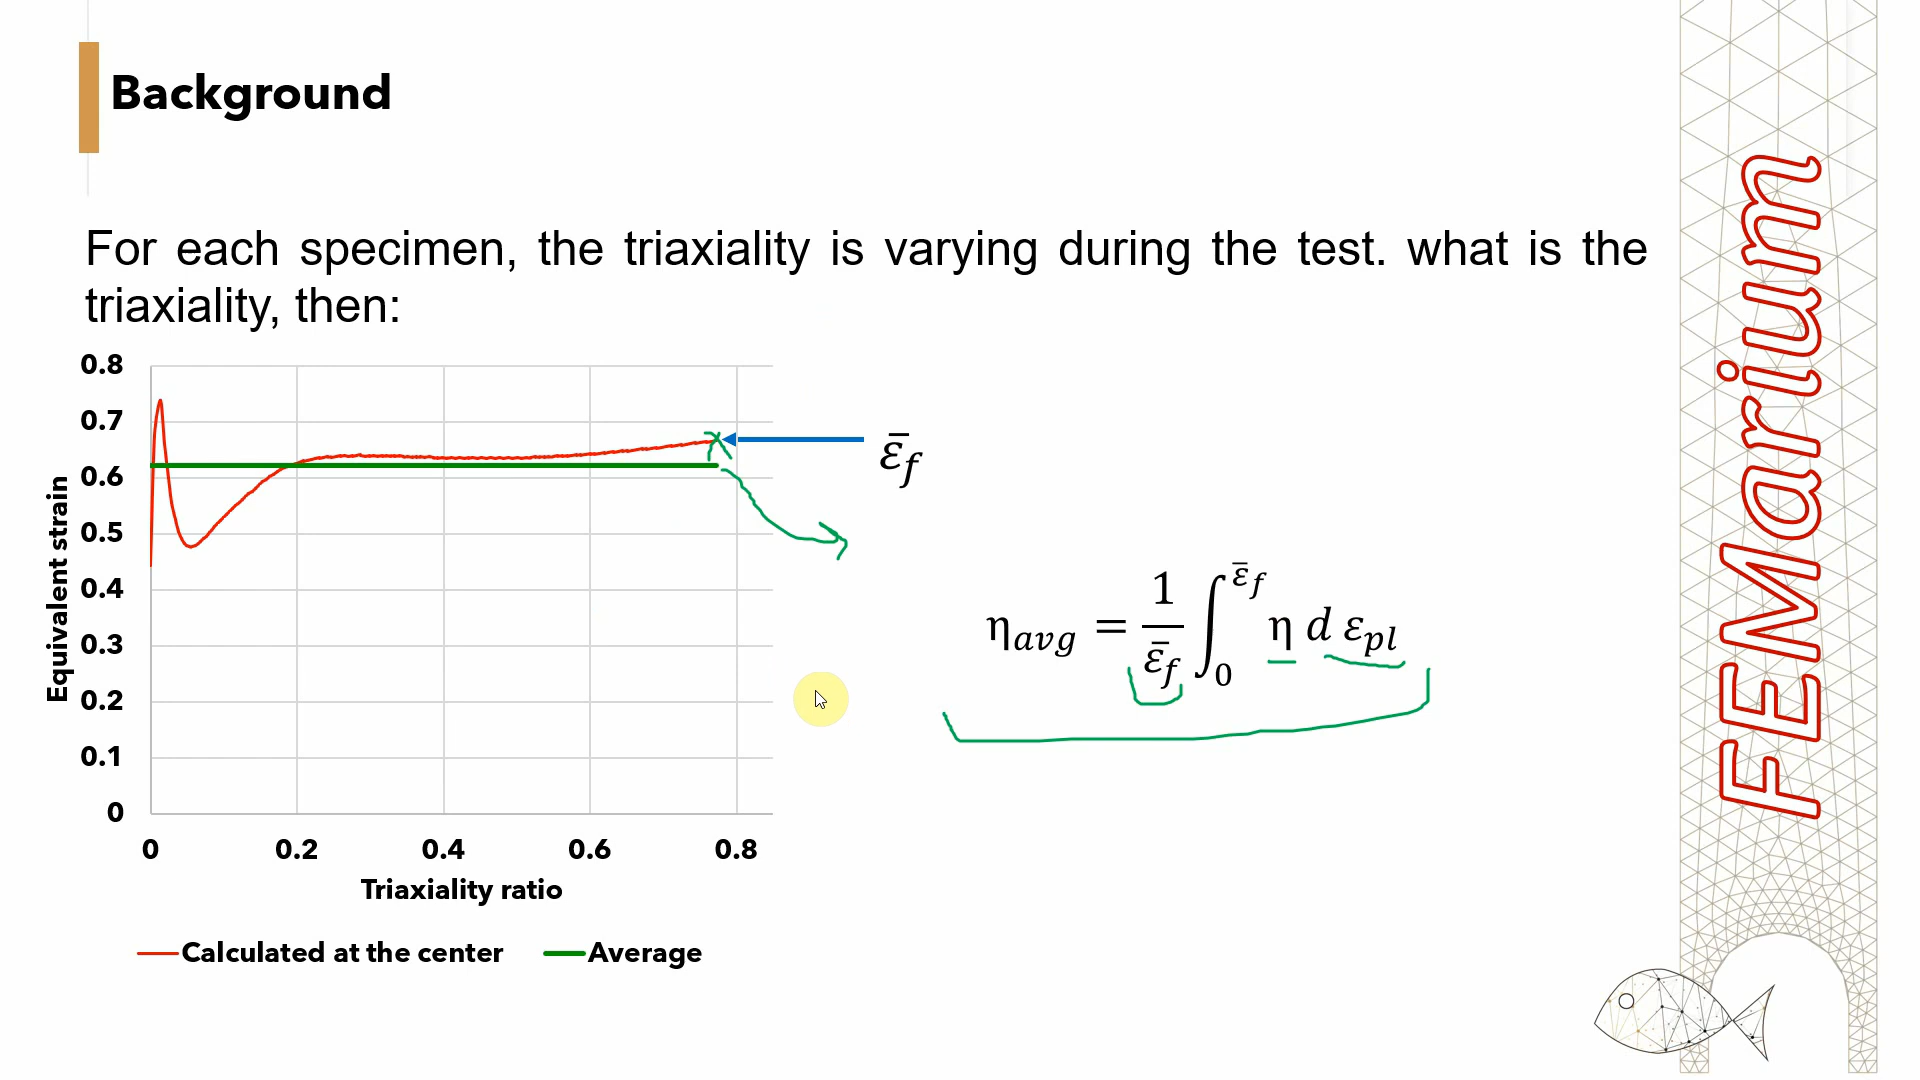 Background
For each specimen, the triaxiality is varying during the test. what is the
triaxiality, then:
0.8
0.7
0.6
0.5
0.4
0.3
0.2
0.1
0
Equivalent strain
0 0.2 0.4 0.6 0.8
Triaxiality ratio
Calculated at the center Average
ε̄_f
η_avg = 1/ε̄_f ∫_0^ε̄_f η d ε_pl
FEMarium